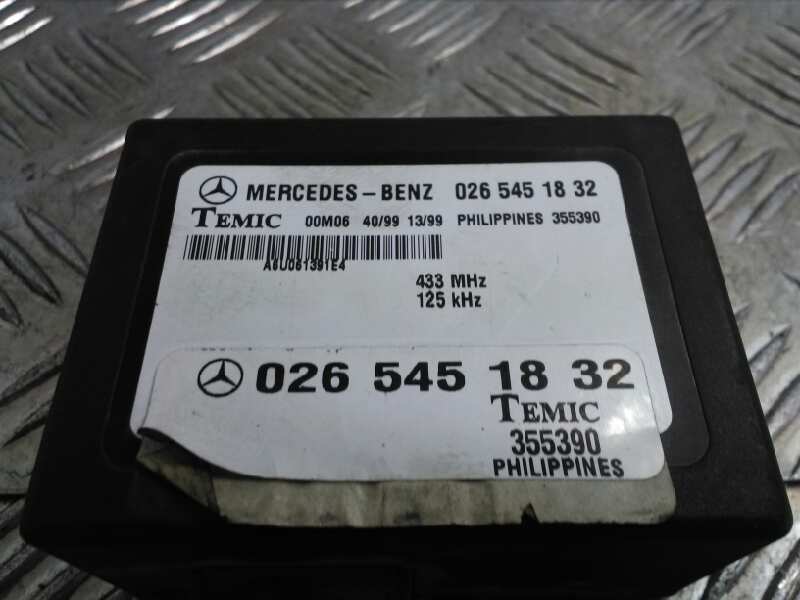 MERCEDES-BENZ 026 545 18 32
TEMIC 00M06 40/99 13/99 PHILIPPINES 355390
A6U061391E4
433 MHz
125 kHz
026 545 18 32
TEMIC
355390
PHILIPPINES